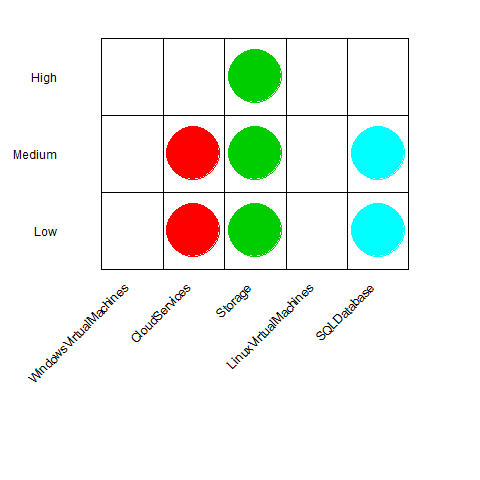 High
Medium
Low
WindowsVirtualMachines
CloudServices
Storage
LinuxVirtualMachines
SQLDatabase